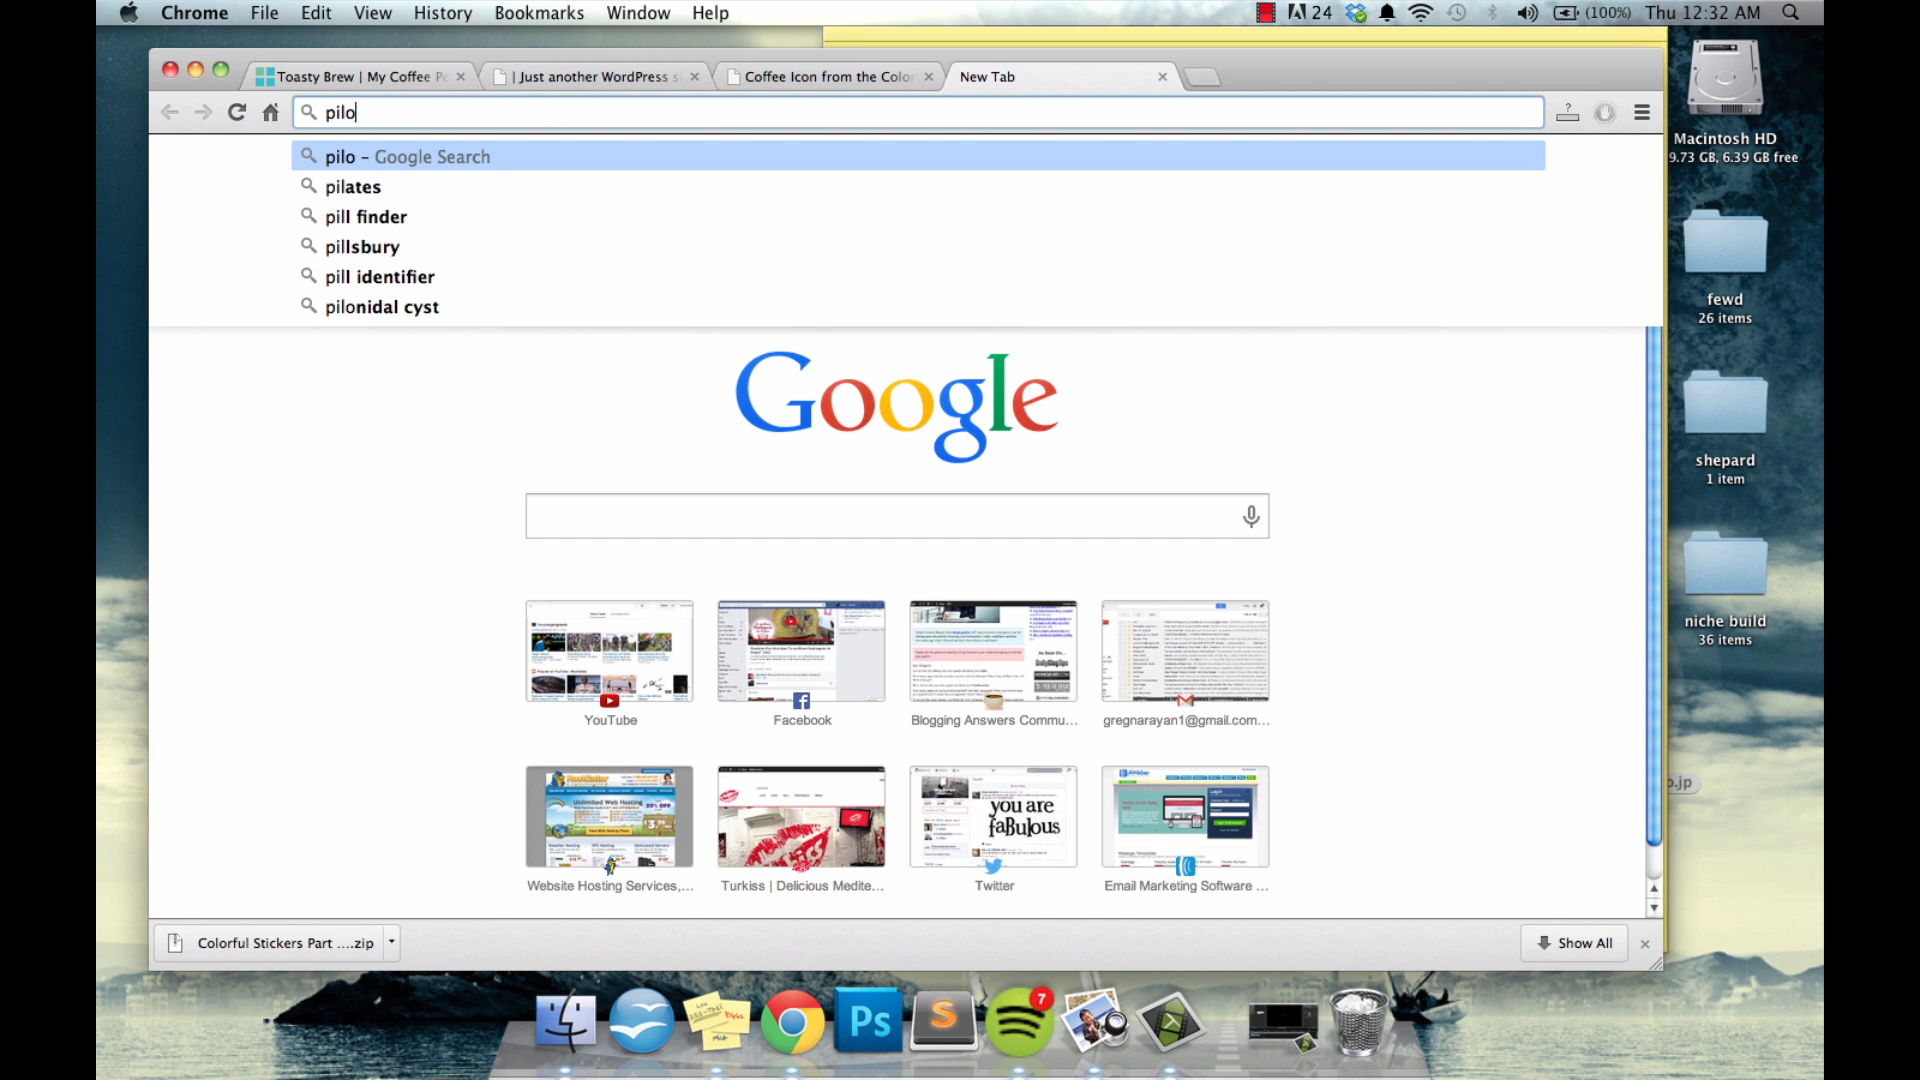 Chrome File Edit View History Bookmarks Window Help 24 (100%) Thu 12:32 AM
Toasty Brew | My Coffee Po | Just another WordPress s Coffee Icon from the Color New Tab
pilo
pilo – Google Search
pilates
pill finder
pillsbury
pill identifier
pilonidal cyst
Google
YouTube Facebook Blogging Answers Commu... gregnarayan1@gmail.com...
you are
faBulous
Website Hosting Services,... Turkiss | Delicious Medite... Twitter Email Marketing Software ...
Colorful Stickers Part ....zip Show All
Macintosh HD
9.73 GB, 6.39 GB free
fewd
26 items
shepard
1 item
niche build
36 items
o.jp
Ps S 7